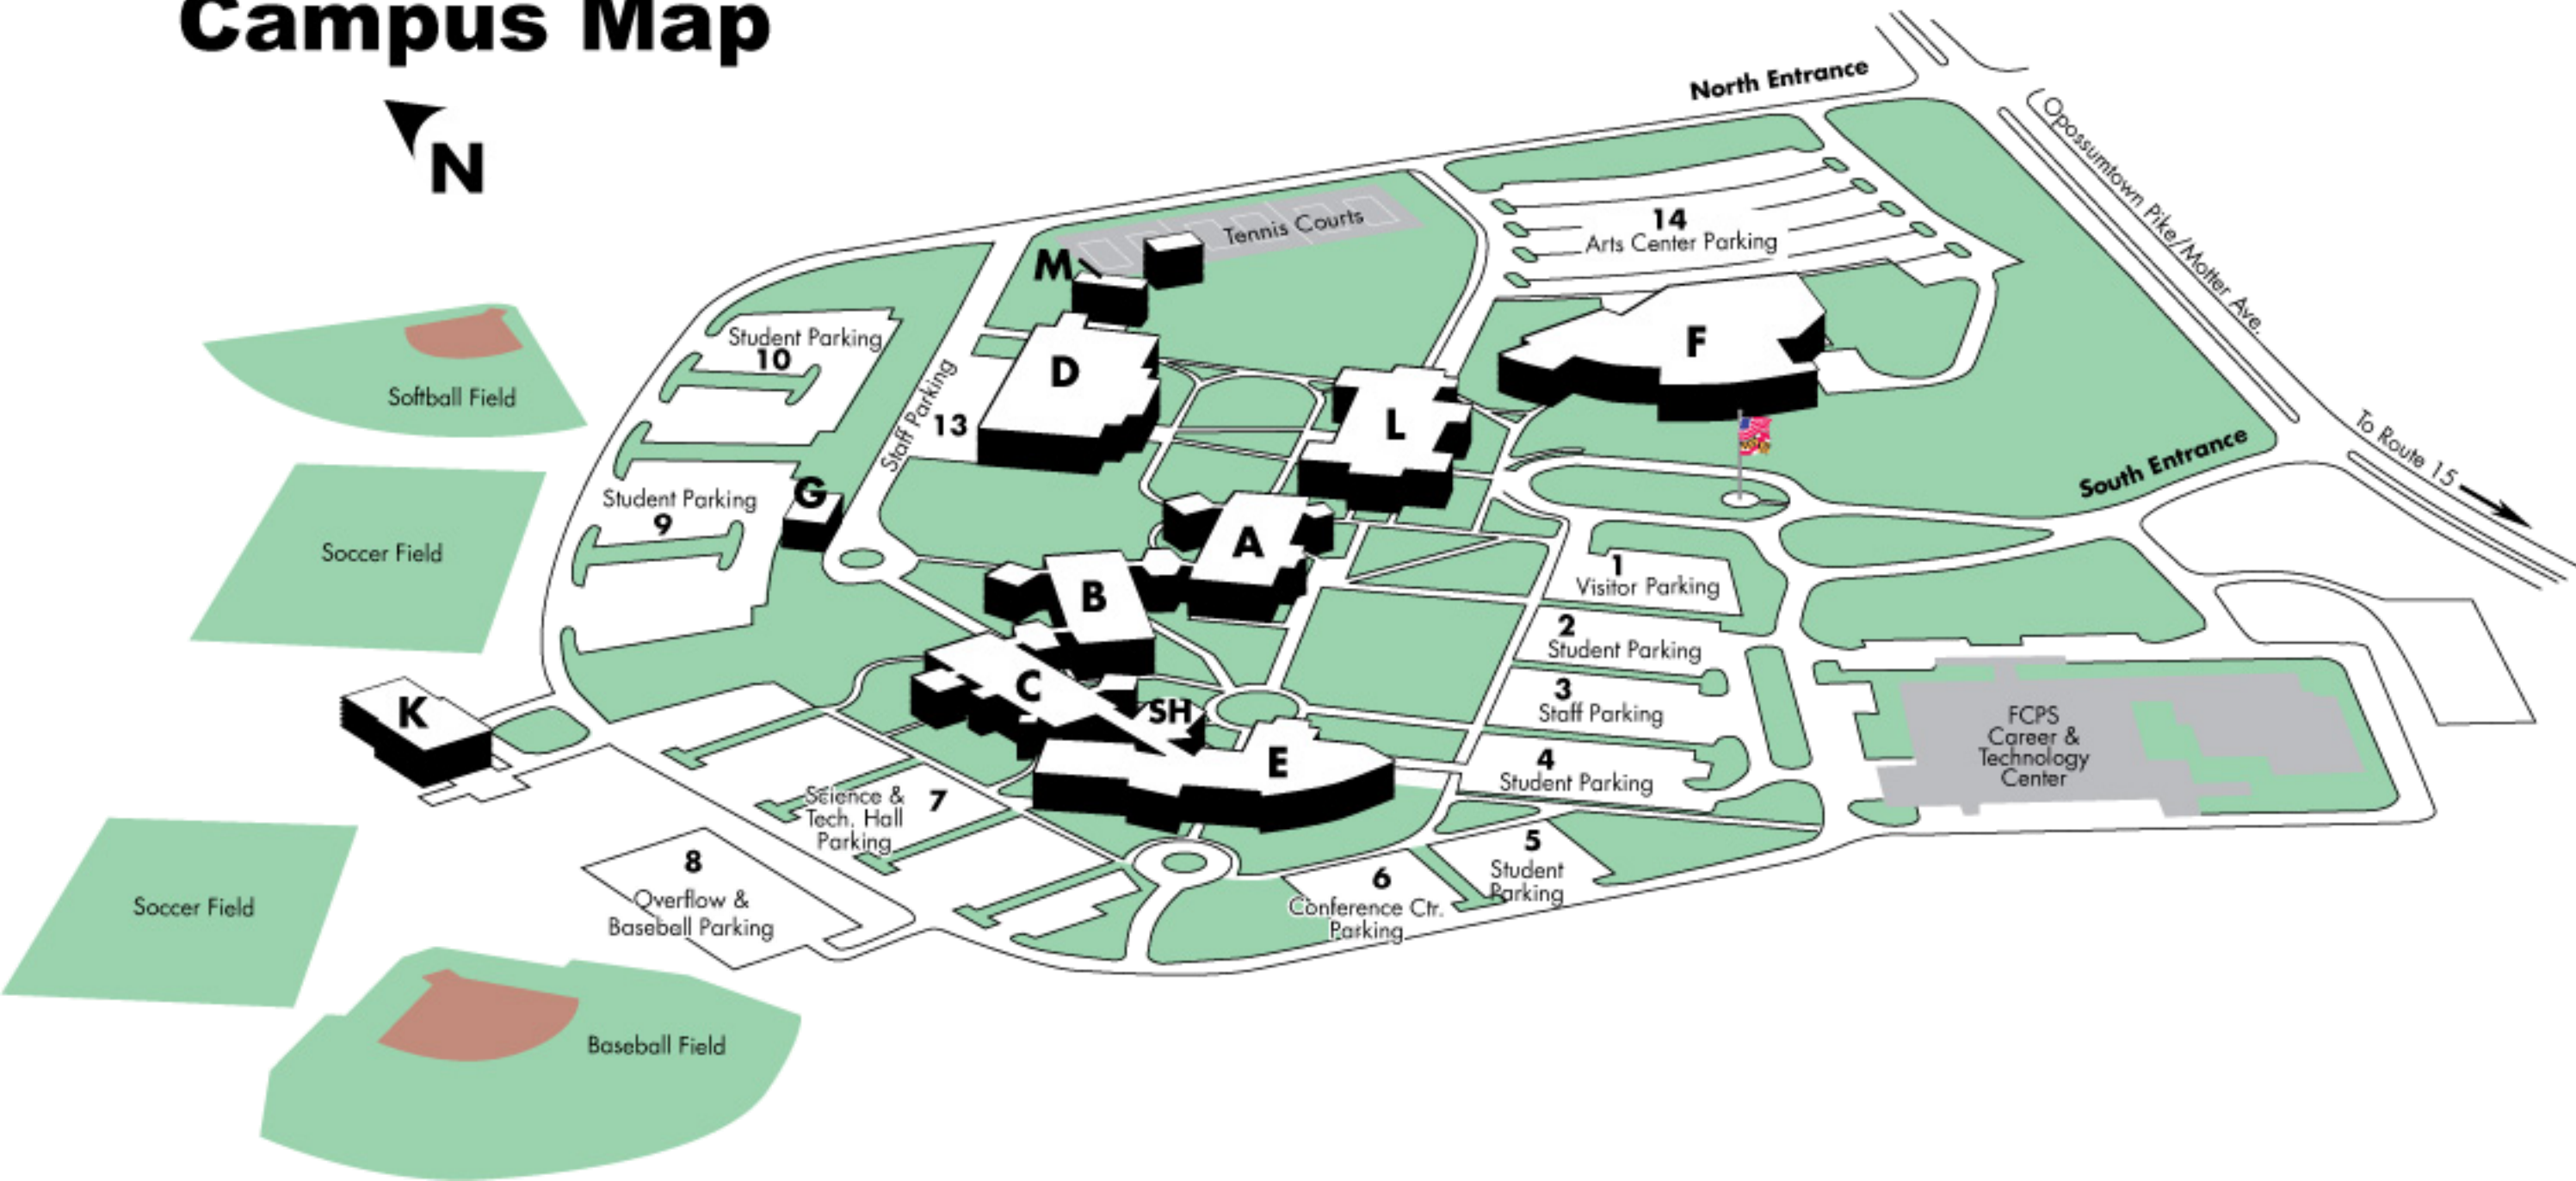 Campus Map
N
North Entrance
Opossumtown Pike/Motter Ave.
To Route 15
South Entrance
Tennis Courts
14
Arts Center Parking
M
D
F
L
Student Parking
10
Staff Parking
13
Softball Field
Student Parking
9
G
Soccer Field
A
B
1
Visitor Parking
2
Student Parking
3
Staff Parking
4
Student Parking
C
SH
E
K
FCPS
Career &
Technology
Center
Science &
Tech. Hall
Parking
7
8
Overflow &
Baseball Parking
5
Student
Parking
6
Conference Ctr.
Parking
Soccer Field
Baseball Field